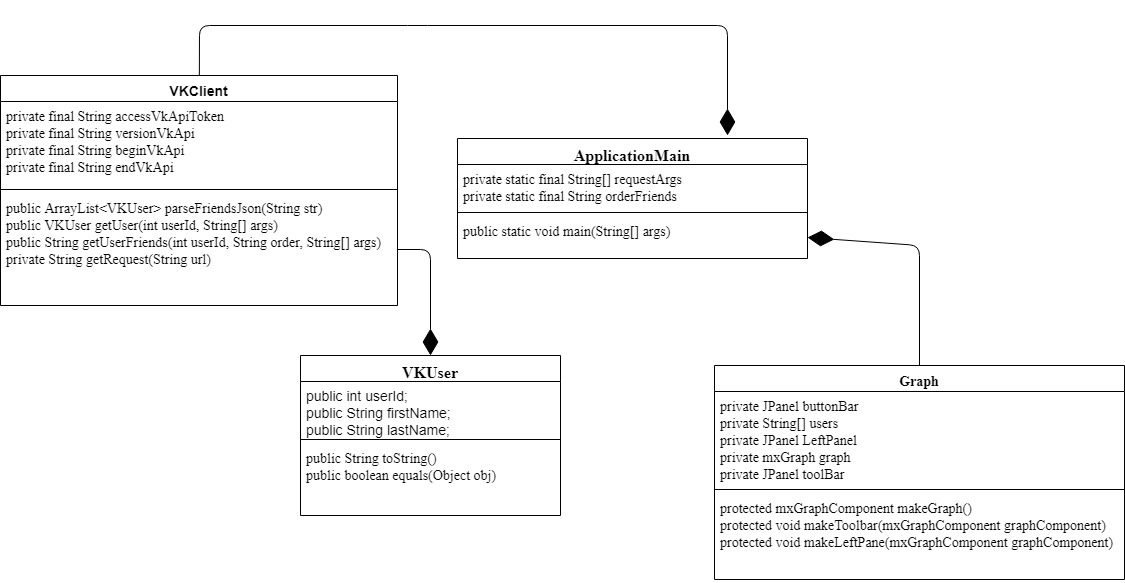 VKClient
private final String accessVkApiToken
private final String versionVkApi
private final String beginVkApi
private final String endVkApi
public ArrayList<VKUser> parseFriendsJson(String str)
public VKUser getUser(int userId, String[] args)
public String getUserFriends(int userId, String order, String[] args)
private String getRequest(String url)
ApplicationMain
private static final String[] requestArgs
private static final String orderFriends
public static void main(String[] args)
VKUser
public int userId;
public String firstName;
public String lastName;
public String toString()
public boolean equals(Object obj)
Graph
private JPanel buttonBar
private String[] users
private JPanel LeftPanel
private mxGraph graph
private JPanel toolBar
protected mxGraphComponent makeGraph()
protected void makeToolbar(mxGraphComponent graphComponent)
protected void makeLeftPane(mxGraphComponent graphComponent)